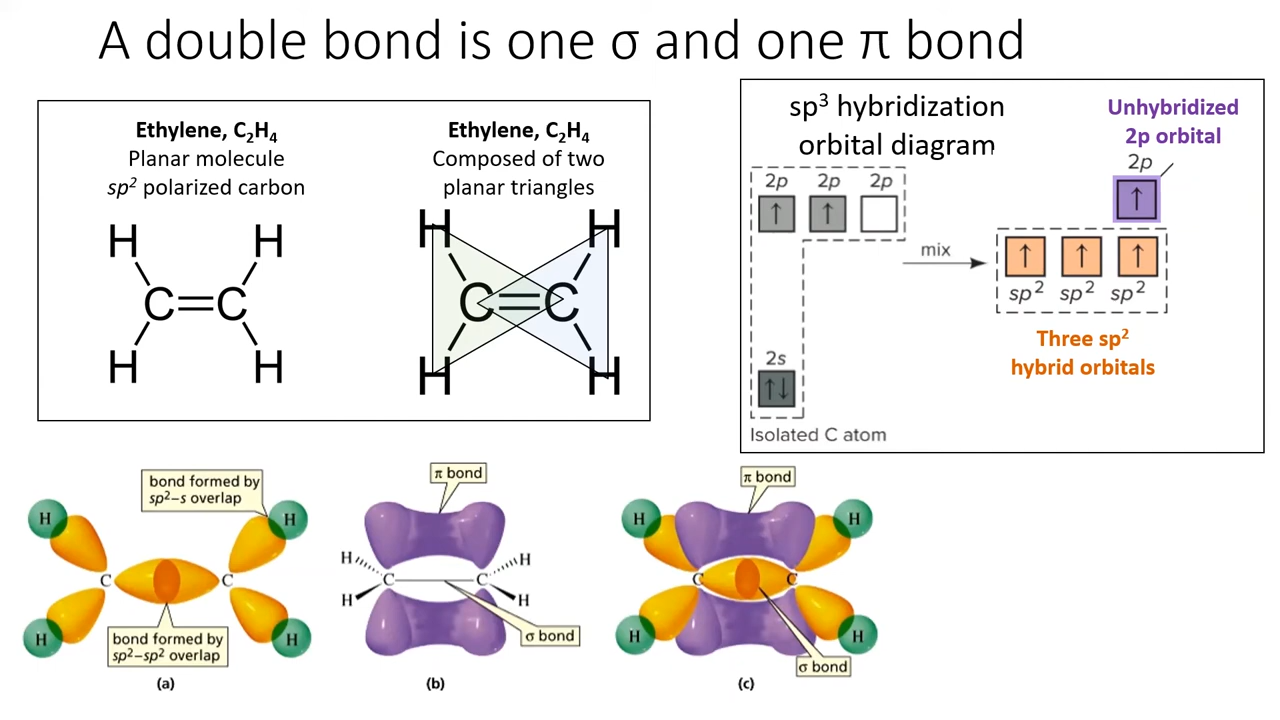 A double bond is one σ and one π bond
Ethylene, C₂H₄
Planar molecule
sp² polarized carbon
H
H
C=C
H
H
Ethylene, C₂H₄
Composed of two
planar triangles
H
H
C=C
H
H
sp³ hybridization
orbital diagram
Unhybridized
2p orbital
2p
2p 2p 2p
↑ ↑
↑
mix
↑ ↑ ↑
sp² sp² sp²
Three sp²
hybrid orbitals
2s
↑↓
Isolated C atom
bond formed by
sp²–s overlap
H
H
C
C
H
H
bond formed by
sp²–sp² overlap
(a)
π bond
H
H
C
C
H
H
σ bond
(b)
π bond
H
H
C
C
H
H
σ bond
(c)